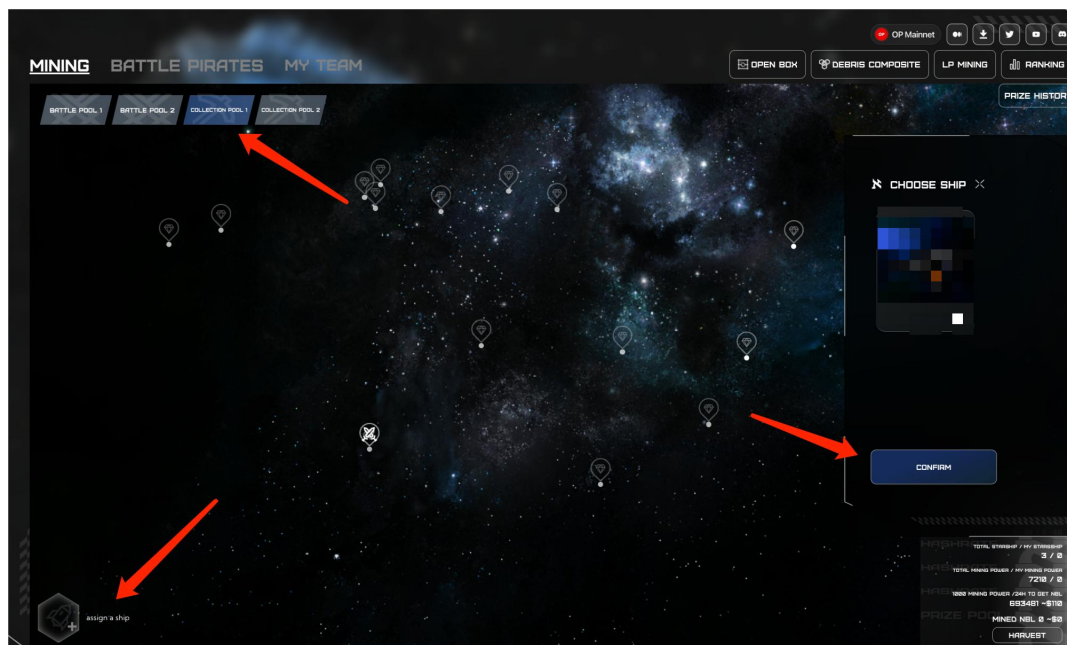 OP Mainnet
MINING BATTLE PIRATES MY TEAM
OPEN BOX DEBRIS COMPOSITE LP MINING RANKING
PRIZE HISTOR
BATTLE POOL 1 BATTLE POOL 2 COLLECTION POOL 1 COLLECTION POOL 2
CHOOSE SHIP
CONFIRM
TOTAL STARSHIP / MY STARSHIP
3 / 0
TOTAL MINING POWER / MY MINING POWER
7210 / 0
1000 MINING POWER /24H TO GET NBL
693481 ~$110
PRIZE POOL
MINED NBL 0 ~$0
HARVEST
assign a ship